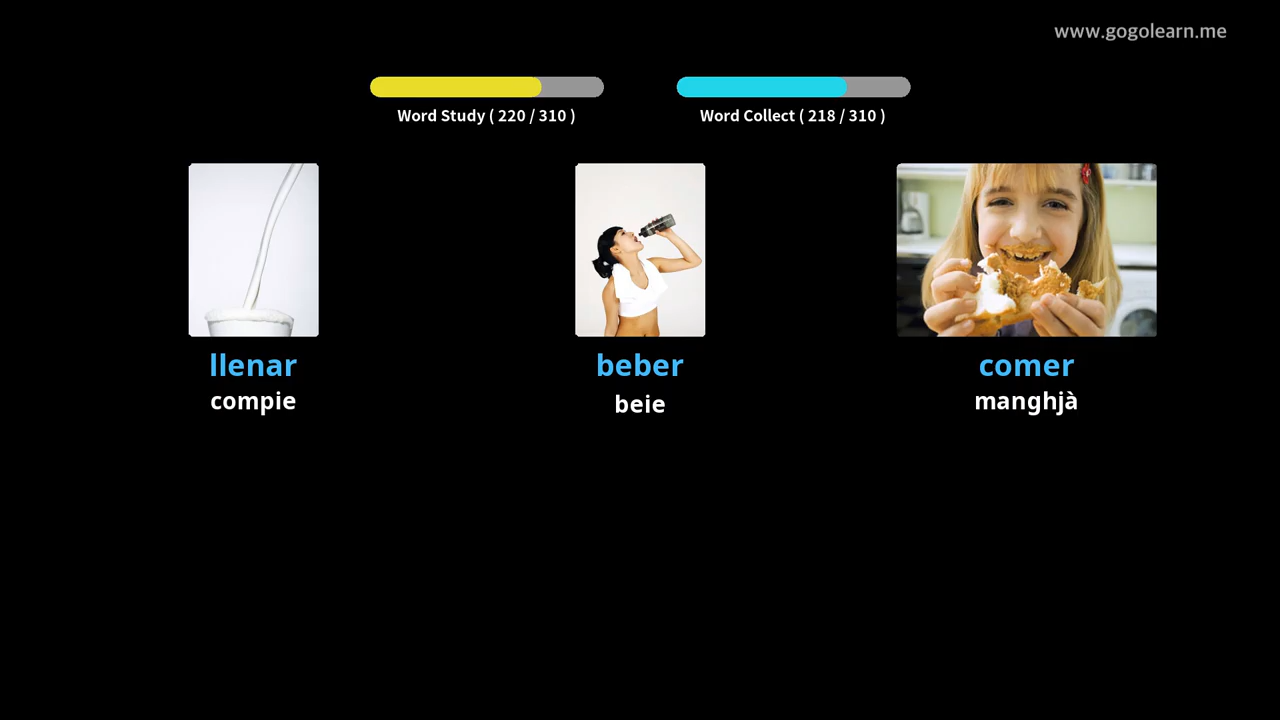 www.gogolearn.me
Word Study ( 220 / 310 )
Word Collect ( 218 / 310 )
llenar
compie
beber
beie
comer
manghjà